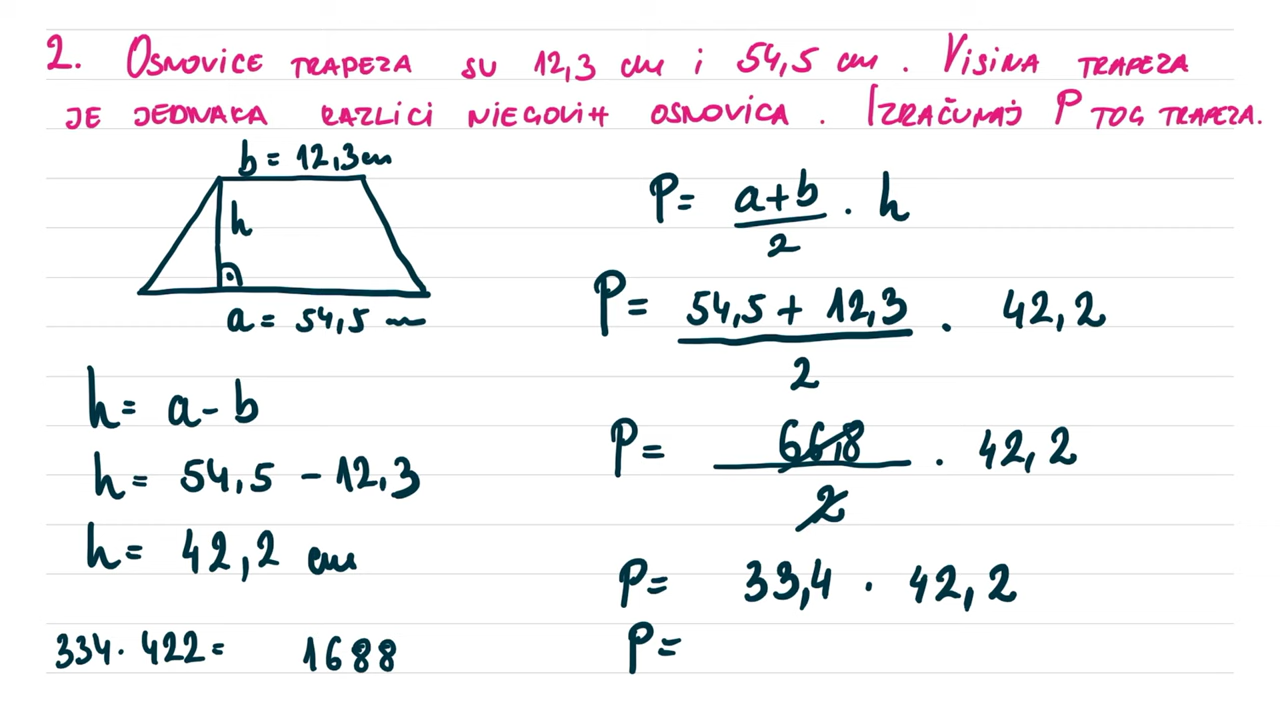 2. OSNOVICE TRAPEZA SU 12,3 cm i 54,5 cm. VISINA TRAPEZA
JE JEDNAKA RAZLICI NJEGOVIH OSNOVICA. IZRAČUNAJ P TOG TRAPEZA.
b = 12,3 cm
h
a = 54,5 cm
h = a - b
h = 54,5 - 12,3
h = 42,2 cm
334 · 422 = 1688
P = a+b/2 · h
P = 54,5 + 12,3/2 · 42,2
P = 66,8/2 · 42,2
P = 33,4 · 42,2
P =